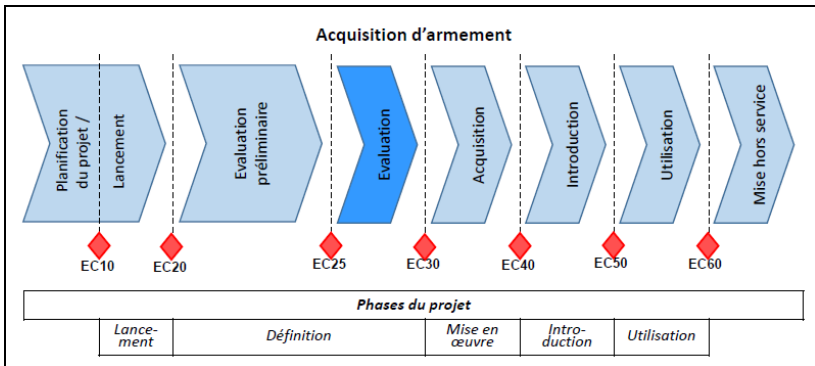 Acquisition d'armement
Planification
du projet /
Lancement
Evaluation
préliminaire
Evaluation
Acquisition
Introduction
Utilisation
Mise hors service
EC10
EC20
EC25
EC30
EC40
EC50
EC60
Phases du projet
Lance-
ment
Définition
Mise en
œuvre
Intro-
duction
Utilisation